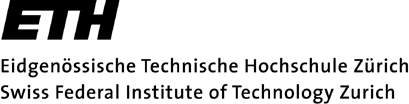 ETH
Eidgenössische Technische Hochschule Zürich
Swiss Federal Institute of Technology Zurich